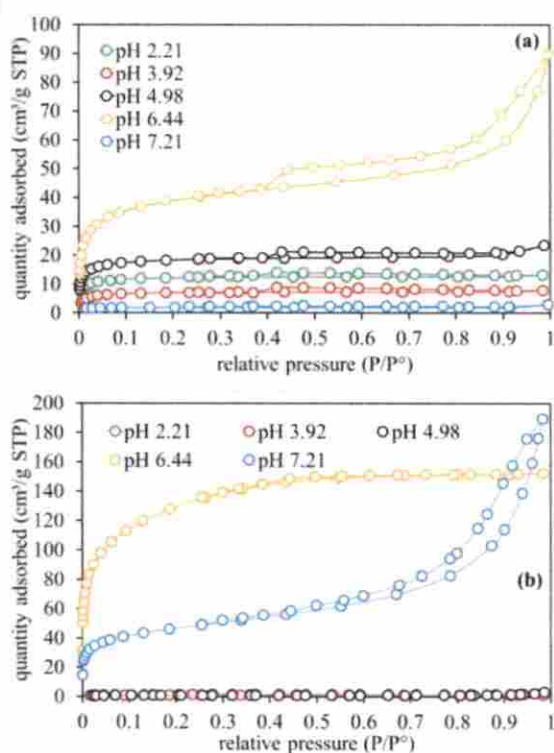 100
(a)
90
pH 2.21
80
pH 3.92
70
pH 4.98
60
pH 6.44
50
pH 7.21
40
30
20
10
0
0 0.1 0.2 0.3 0.4 0.5 0.6 0.7 0.8 0.9 1
quantity adsorbed (cm³/g STP)
relative pressure (P/P°)
200
180
pH 2.21 pH 3.92 pH 4.98
160
pH 6.44 pH 7.21
140
120
100
80
(b)
60
40
20
0
0 0.1 0.2 0.3 0.4 0.5 0.6 0.7 0.8 0.9 1
quantity adsorbed (cm³/g STP)
relative pressure (P/P°)